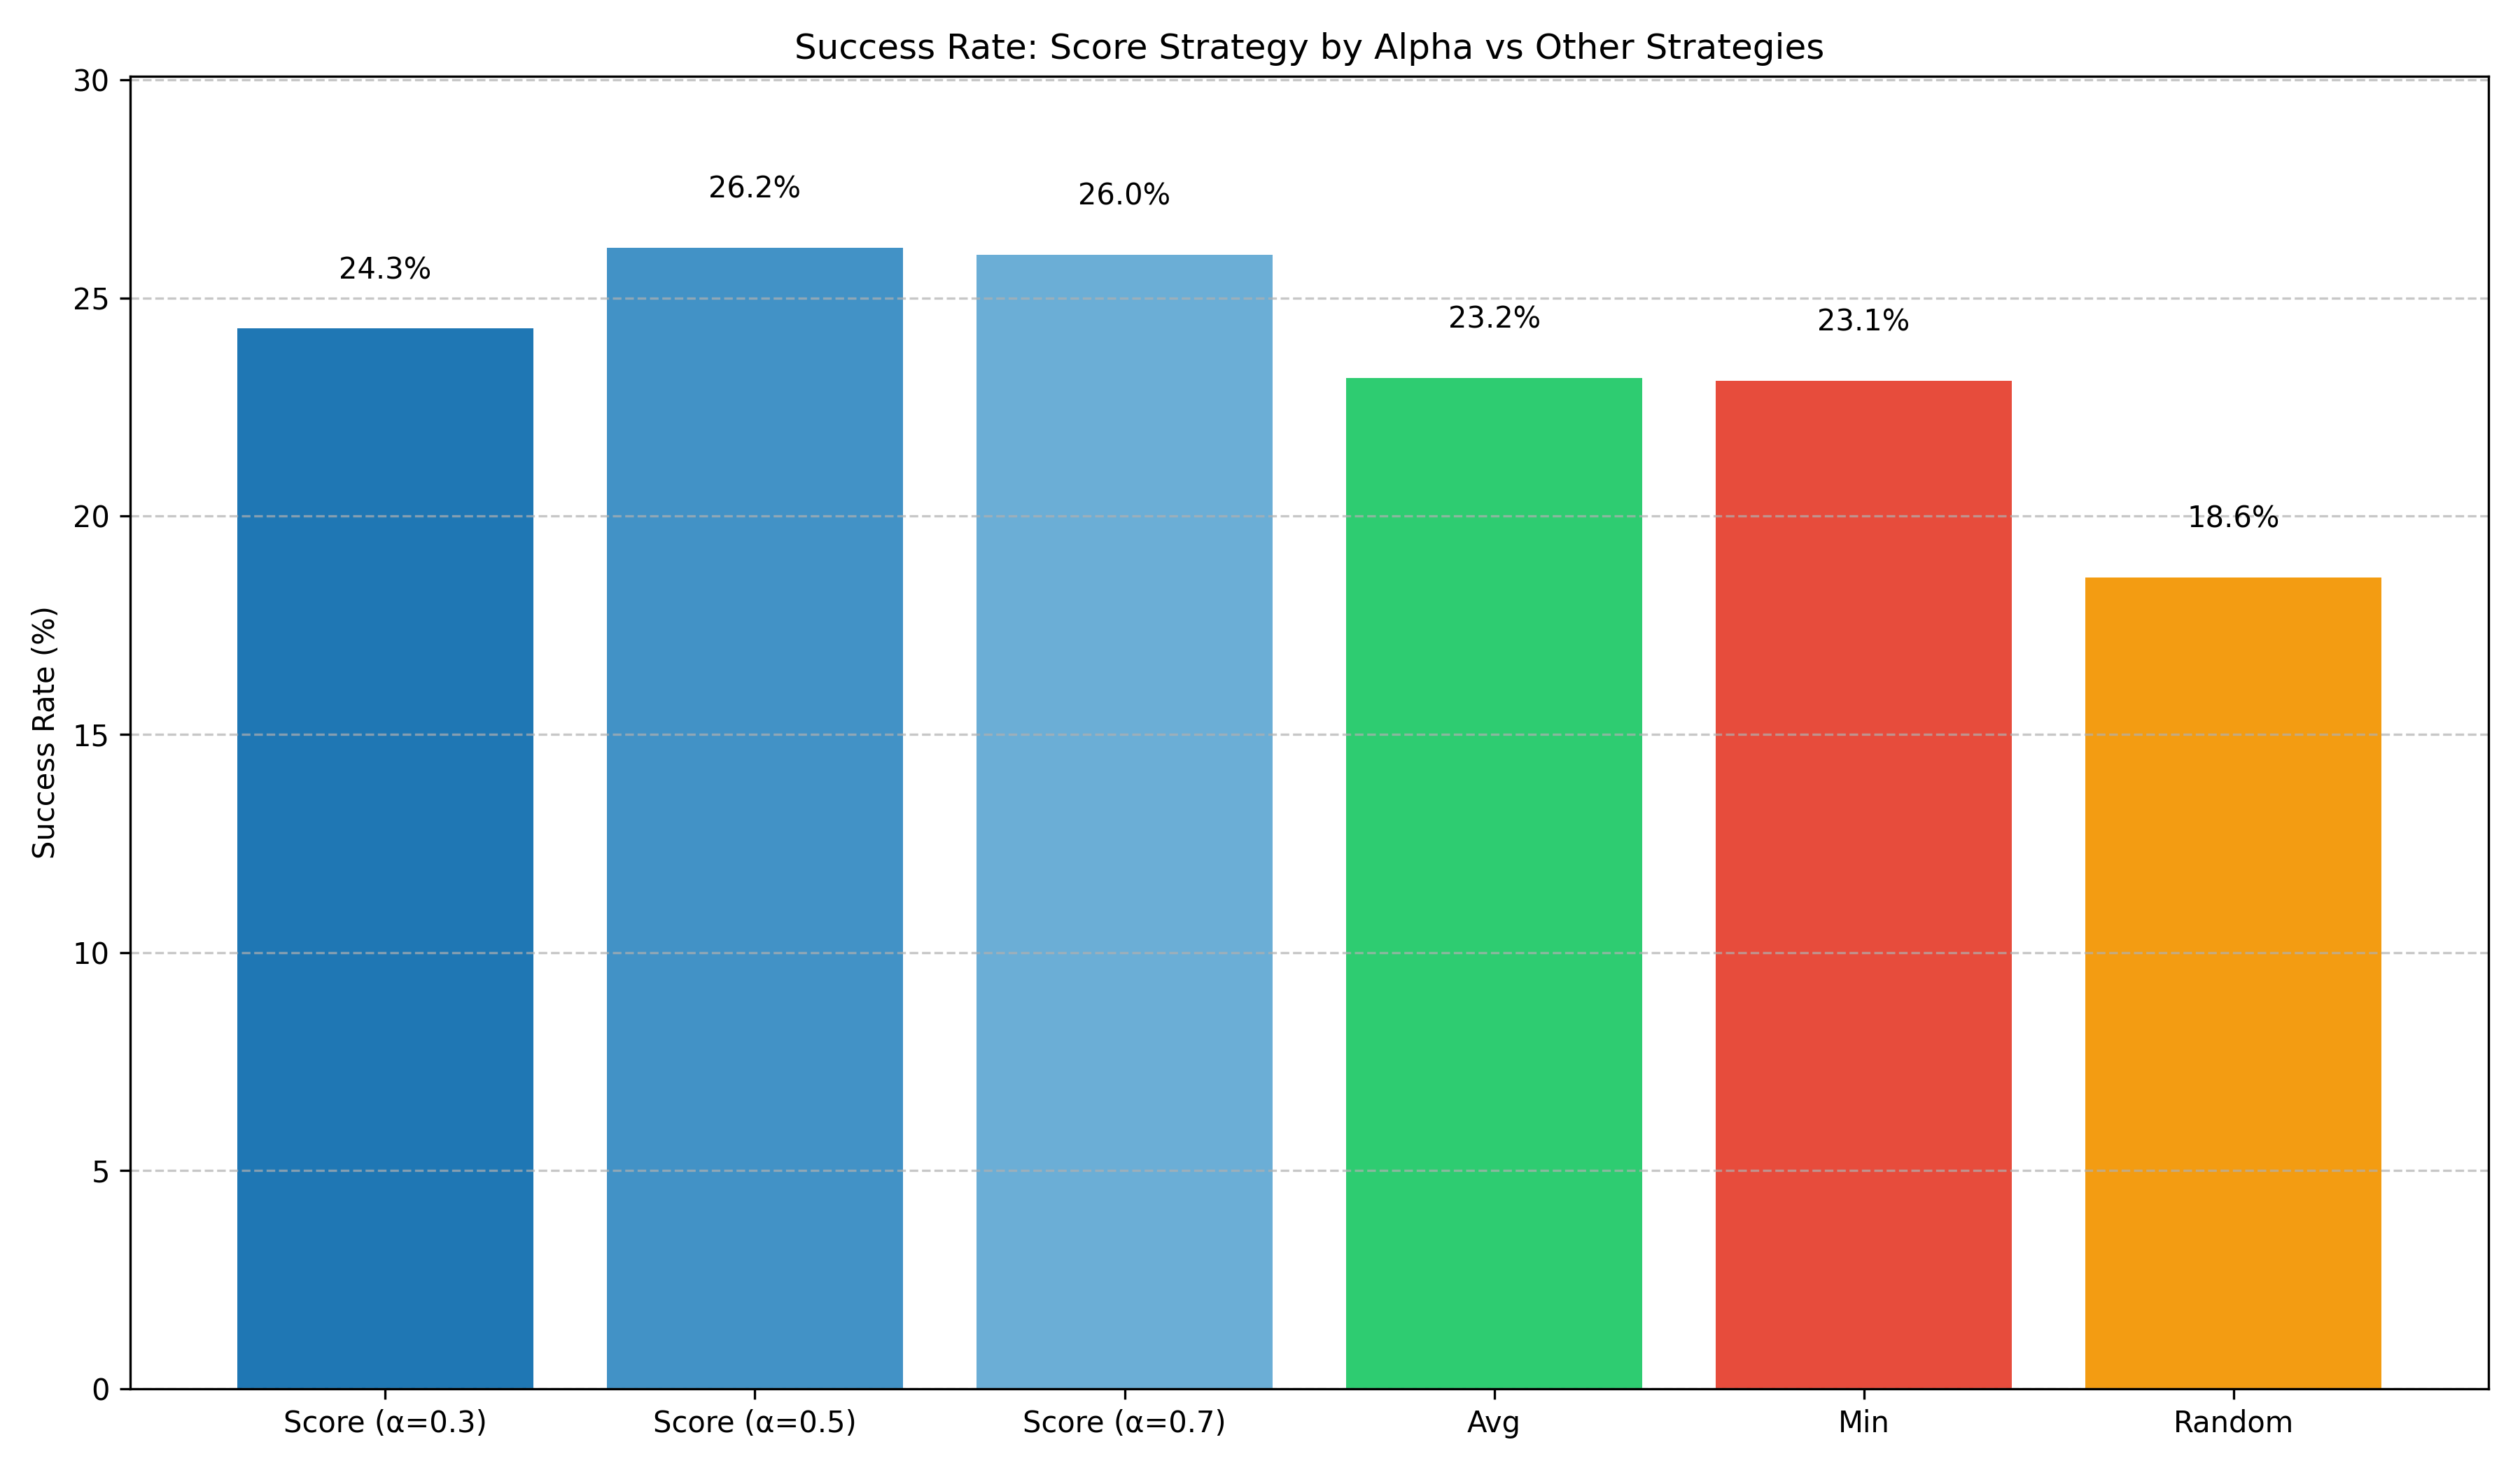 Success Rate: Score Strategy by Alpha vs Other Strategies
Success Rate (%)
30
25
20
15
10
5
0
24.3%
26.2%
26.0%
23.2%
23.1%
18.6%
Score (α=0.3)
Score (α=0.5)
Score (α=0.7)
Avg
Min
Random